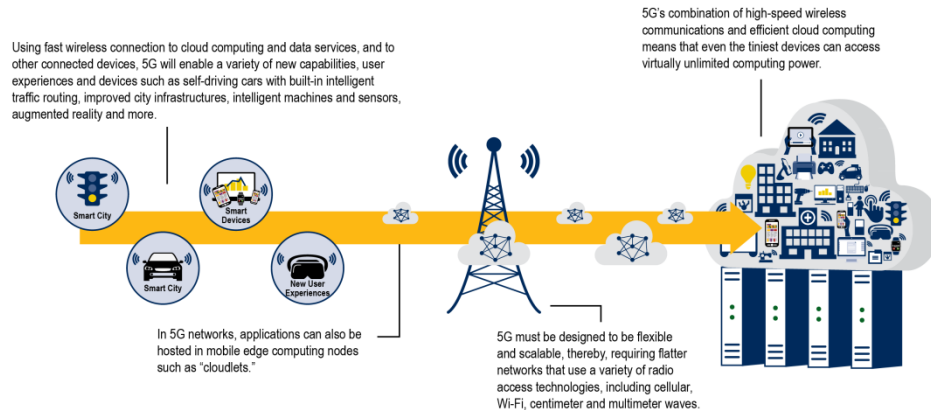 Using fast wireless connection to cloud computing and data services, and to
other connected devices, 5G will enable a variety of new capabilities, user
experiences and devices such as self-driving cars with built-in intelligent
traffic routing, improved city infrastructures, intelligent machines and sensors,
augmented reality and more.
5G's combination of high-speed wireless
communications and efficient cloud computing
means that even the tiniest devices can access
virtually unlimited computing power.
Smart City
Smart
Devices
Smart City
New User
Experiences
In 5G networks, applications can also be
hosted in mobile edge computing nodes
such as “cloudlets.”
5G must be designed to be flexible
and scalable, thereby, requiring flatter
networks that use a variety of radio
access technologies, including cellular,
Wi-Fi, centimeter and multimeter waves.